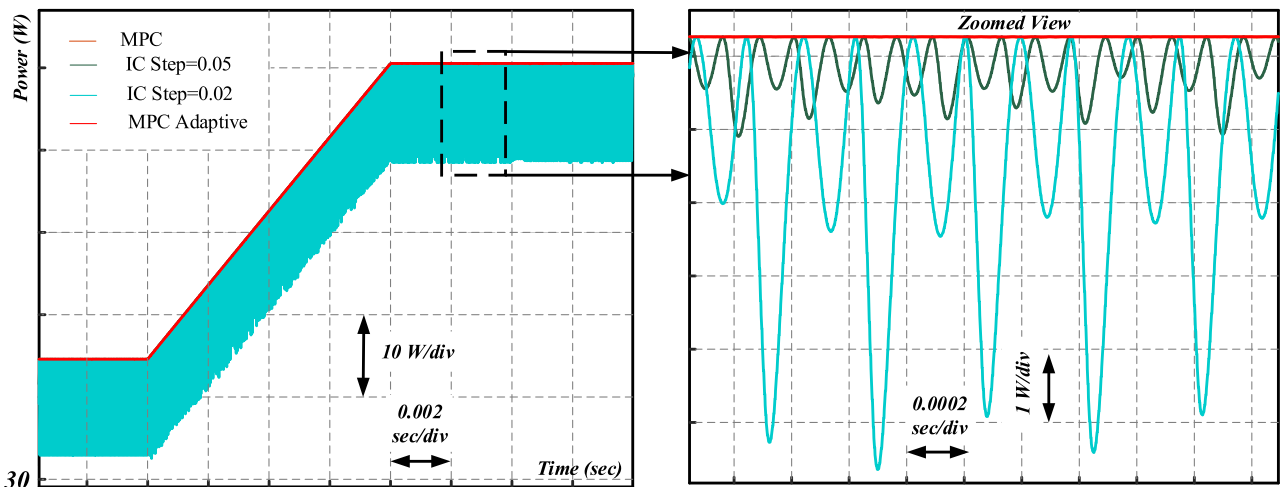 Power (W)
MPC
IC Step=0.05
IC Step=0.02
MPC Adaptive
10 W/div
0.002
sec/div
Time (sec)
30
Zoomed View
1 W/div
0.0002
sec/div